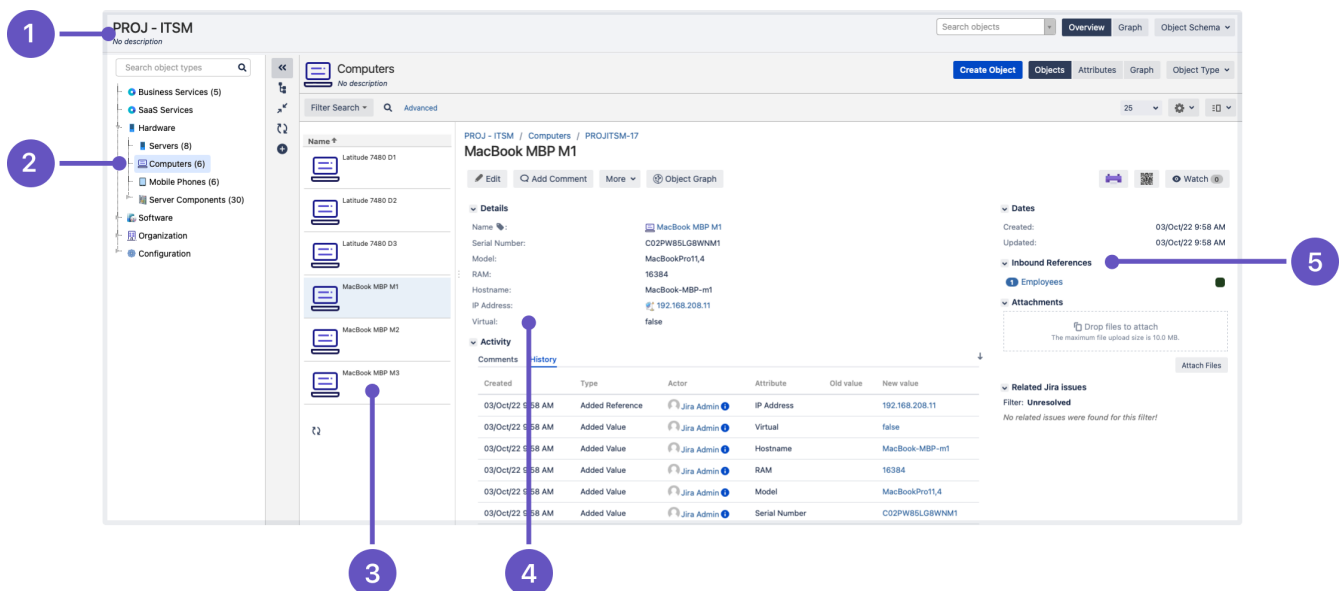 1
PROJ - ITSM
No description
Search objects
Overview
Graph
Object Schema
Search object types
Business Services (5)
SaaS Services
Hardware
Servers (8)
2
Computers (6)
Mobile Phones (6)
Server Components (30)
Software
Organization
Configuration
Computers
No description
Create Object
Objects
Attributes
Graph
Object Type
Filter Search
Advanced
25
Name
Latitude 7480 D1
Latitude 7480 D2
Latitude 7480 D3
MacBook MBP M1
MacBook MBP M2
MacBook MBP M3
3
PROJ - ITSM / Computers / PROJITSM-17
MacBook MBP M1
Edit
Add Comment
More
Object Graph
Watch 0
Details
Name :
MacBook MBP M1
Serial Number:
C02PW85LG8WNM1
Model:
MacBookPro11,4
RAM:
16384
Hostname:
MacBook-MBP-m1
IP Address:
192.168.208.11
Virtual:
false
4
Activity
Comments History
Created Type Actor Attribute Old value New value
03/Oct/22 9:58 AM Added Reference Jira Admin IP Address 192.168.208.11
03/Oct/22 9:58 AM Added Value Jira Admin Virtual false
03/Oct/22 9:58 AM Added Value Jira Admin Hostname MacBook-MBP-m1
03/Oct/22 9:58 AM Added Value Jira Admin RAM 16384
03/Oct/22 9:58 AM Added Value Jira Admin Model MacBookPro11,4
03/Oct/22 9:58 AM Added Value Jira Admin Serial Number C02PW85LG8WNM1
Dates
Created: 03/Oct/22 9:58 AM
Updated: 03/Oct/22 9:58 AM
Inbound References
5
1 Employees
Attachments
Drop files to attach
The maximum file upload size is 10.0 MB.
Attach Files
Related Jira issues
Filter: Unresolved
No related issues were found for this filter!